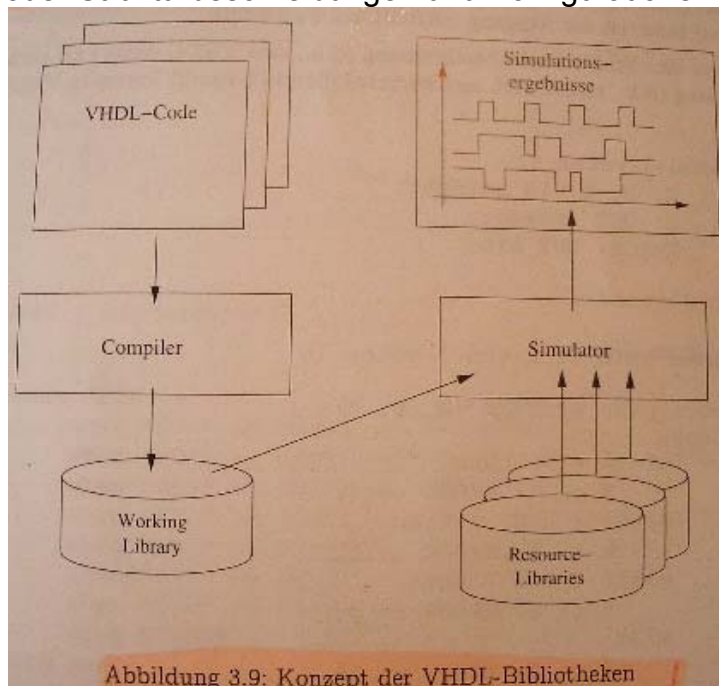 VHDL–Code
Simulations–
ergebnisse
Compiler
Simulator
Working
Library
Resource–
Libraries
Abbildung 3.9: Konzept der VHDL-Bibliotheken